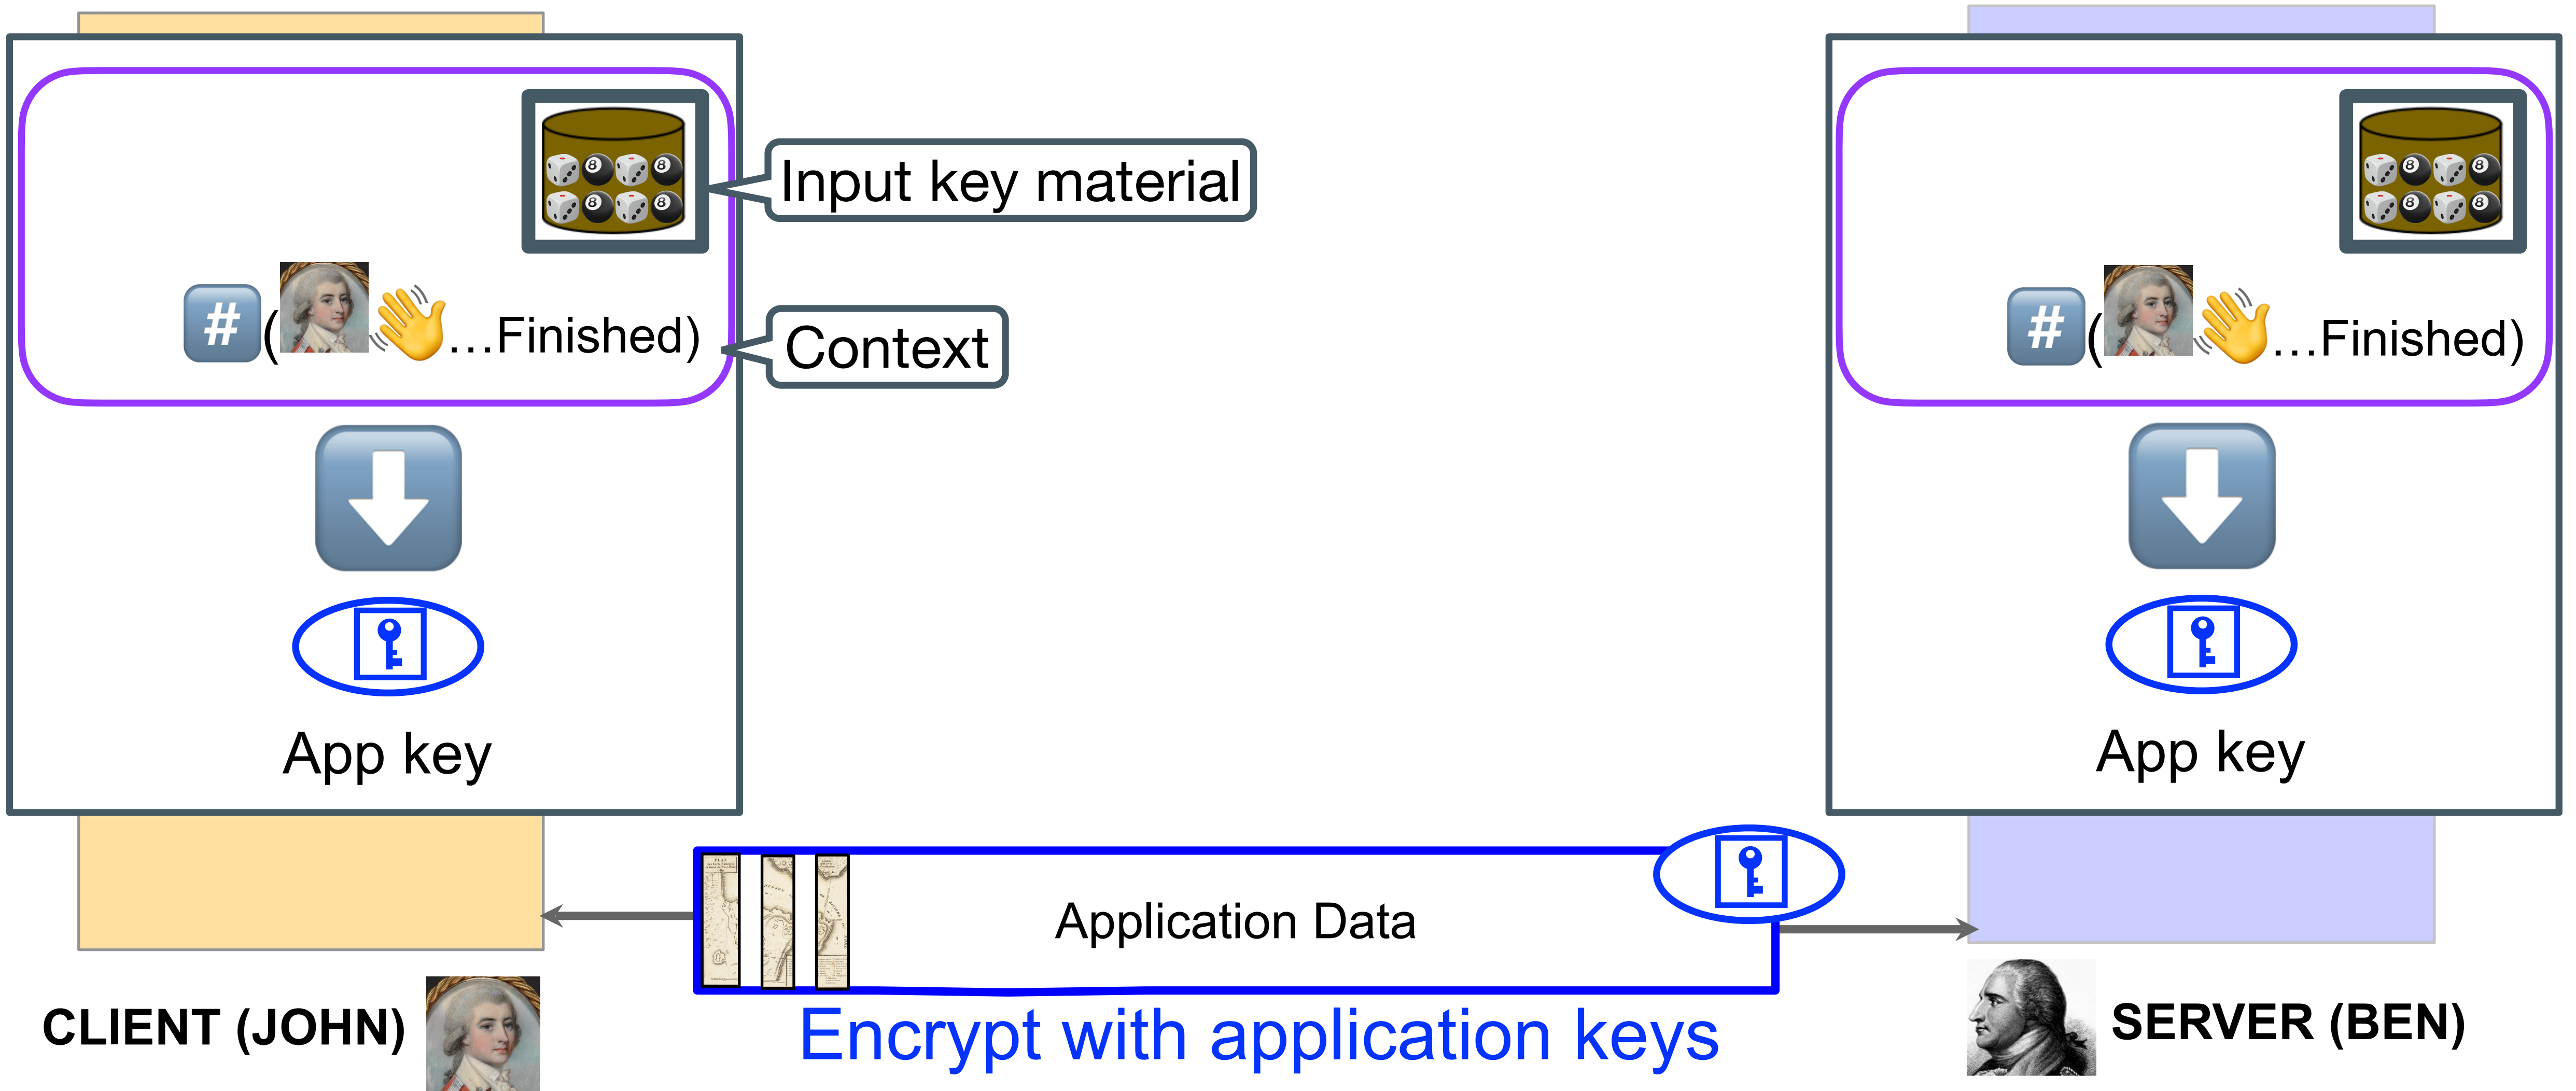 Input key material
#(...Finished)
Context
#(...Finished)
App key
App key
Application Data
Encrypt with application keys
CLIENT (JOHN)
SERVER (BEN)